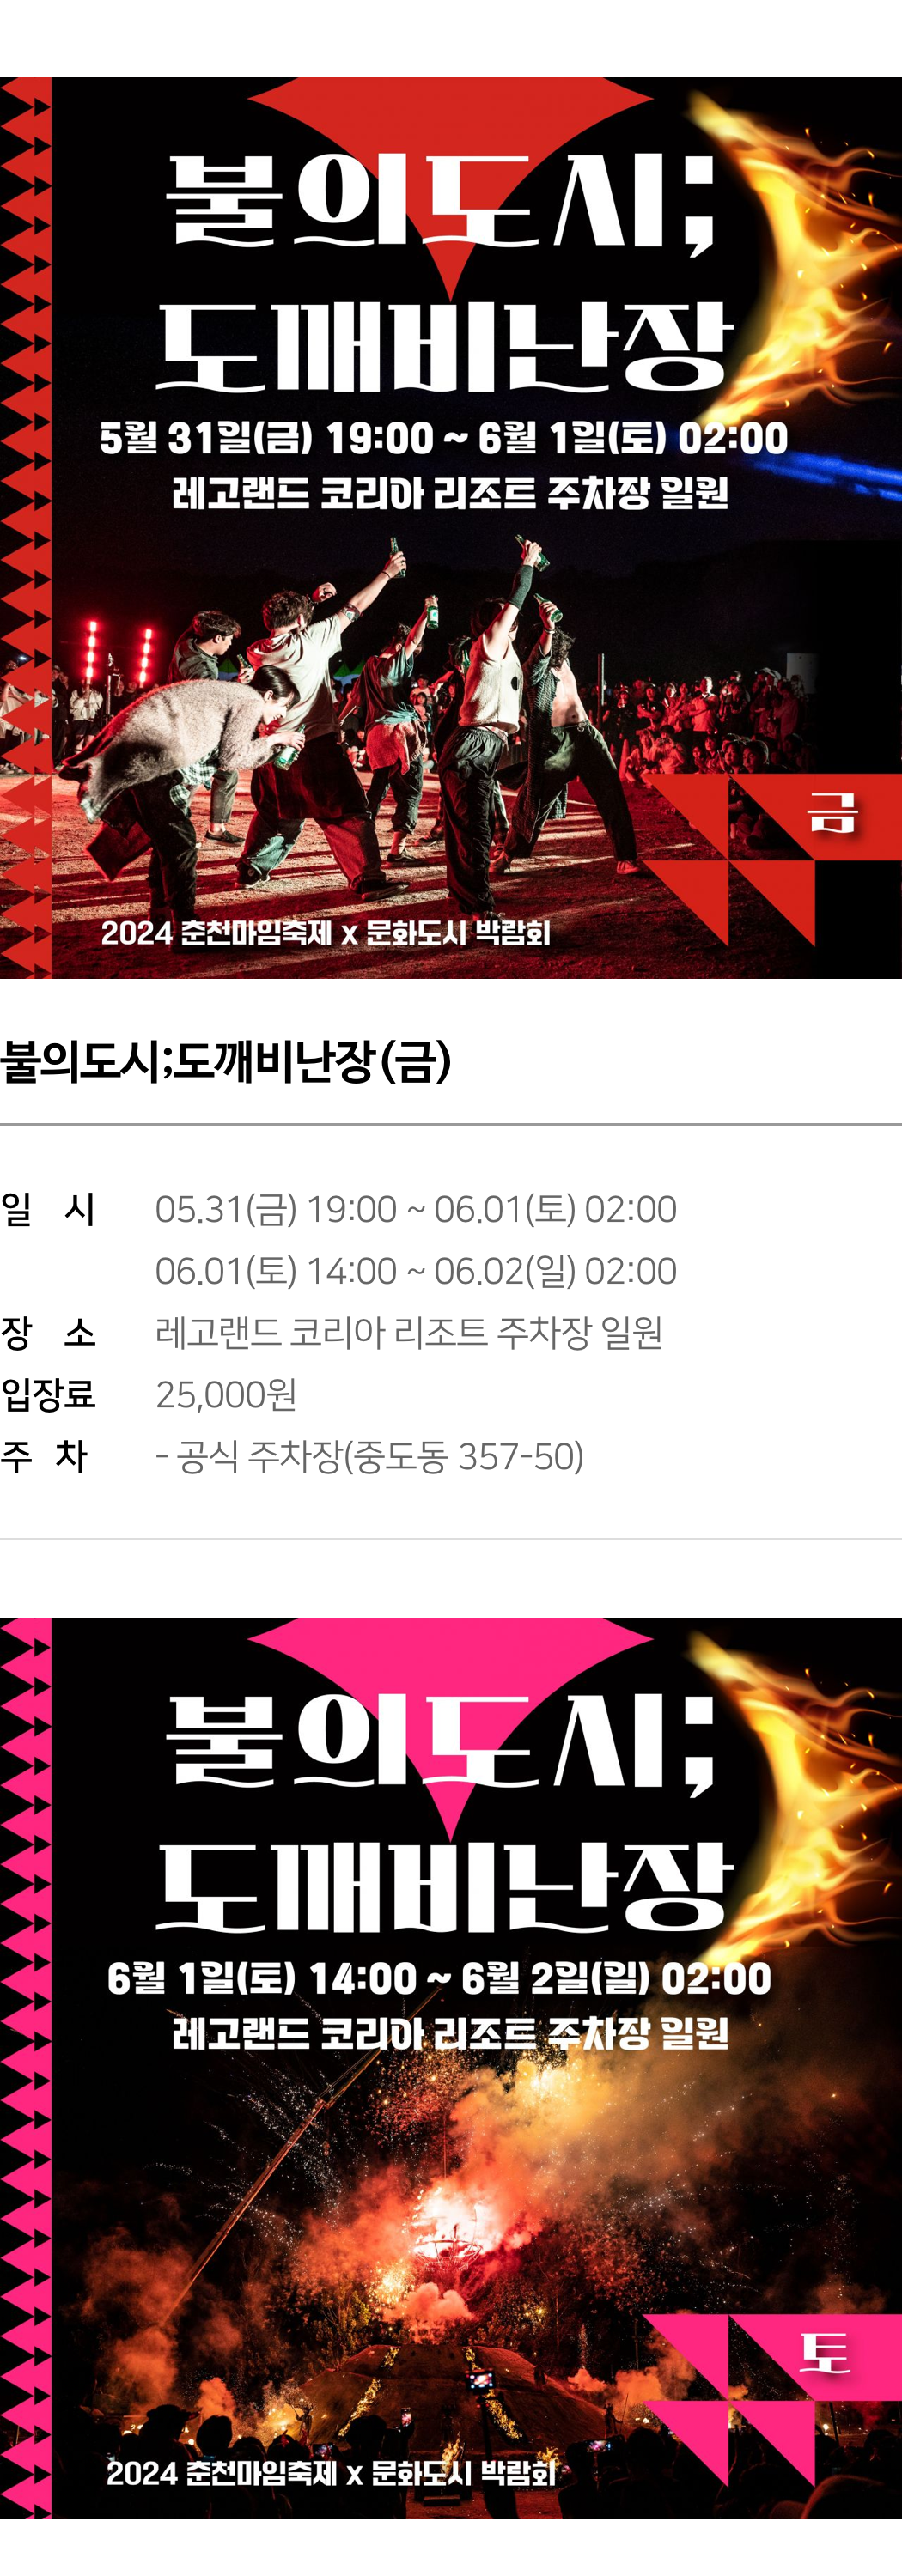 불의도시;
도깨비난장
5월 31일(금) 19:00 ~ 6월 1일(토) 02:00
레고랜드 코리아 리조트 주차장 일원
금
2024 춘천마임축제 x 문화도시 박람회
불의도시;도깨비난장(금)
일 시 05.31(금) 19:00 ~ 06.01(토) 02:00
06.01(토) 14:00 ~ 06.02(일) 02:00
장 소 레고랜드 코리아 리조트 주차장 일원
입장료 25,000원
주 차 - 공식 주차장(중도동 357-50)
불의도시;
도깨비난장
6월 1일(토) 14:00 ~ 6월 2일(일) 02:00
레고랜드 코리아 리조트 주차장 일원
토
2024 춘천마임축제 x 문화도시 박람회